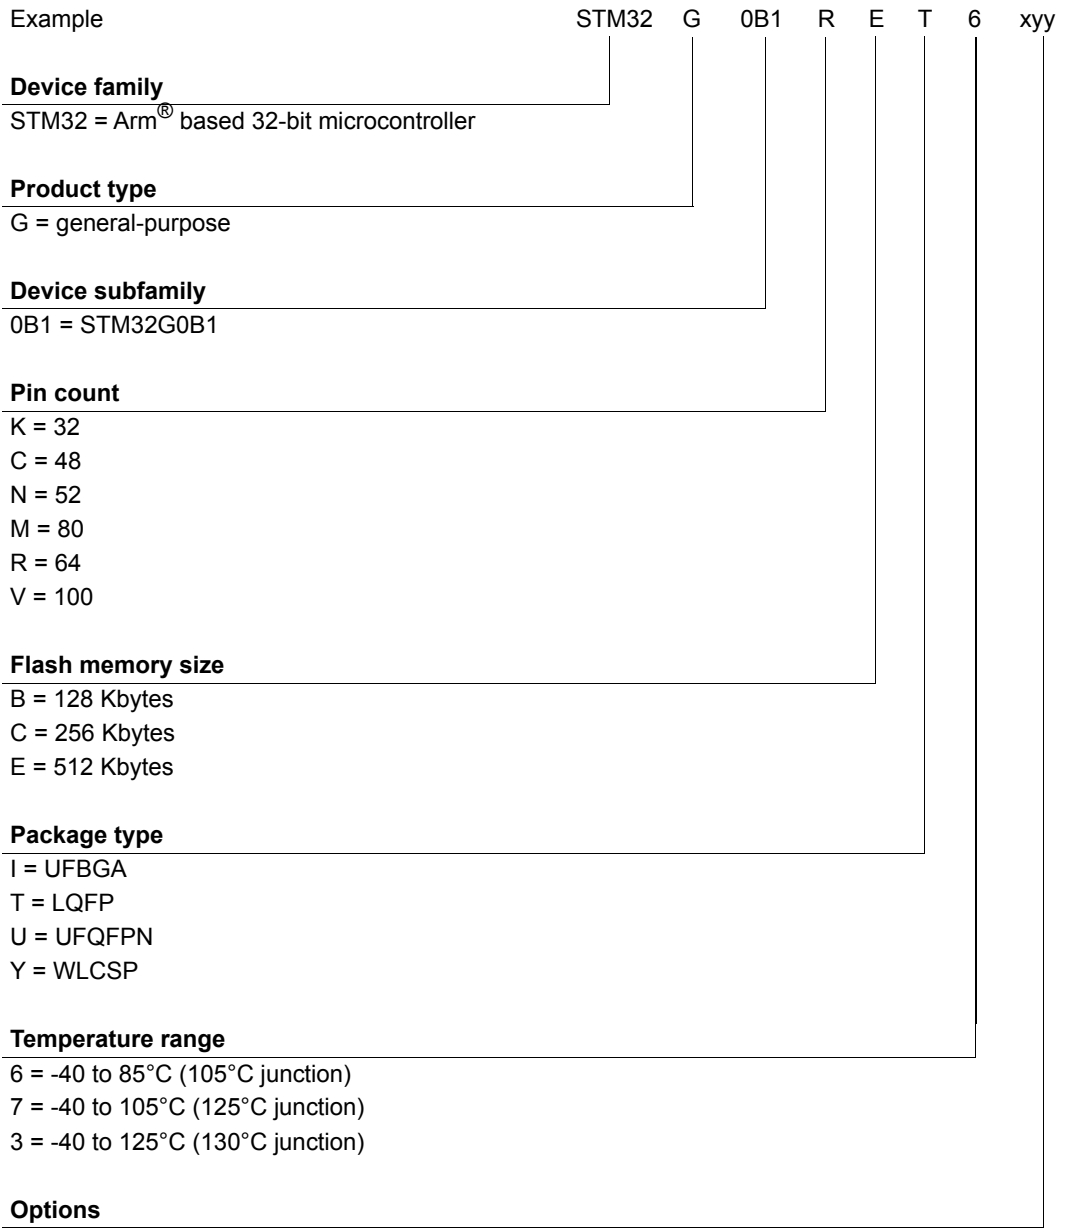 Example STM32 G 0B1 R E T 6 xyy
Device family
STM32 = Arm® based 32-bit microcontroller
Product type
G = general-purpose
Device subfamily
0B1 = STM32G0B1
Pin count
K = 32
C = 48
N = 52
M = 80
R = 64
V = 100
Flash memory size
B = 128 Kbytes
C = 256 Kbytes
E = 512 Kbytes
Package type
I = UFBGA
T = LQFP
U = UFQFPN
Y = WLCSP
Temperature range
6 = -40 to 85°C (105°C junction)
7 = -40 to 105°C (125°C junction)
3 = -40 to 125°C (130°C junction)
Options